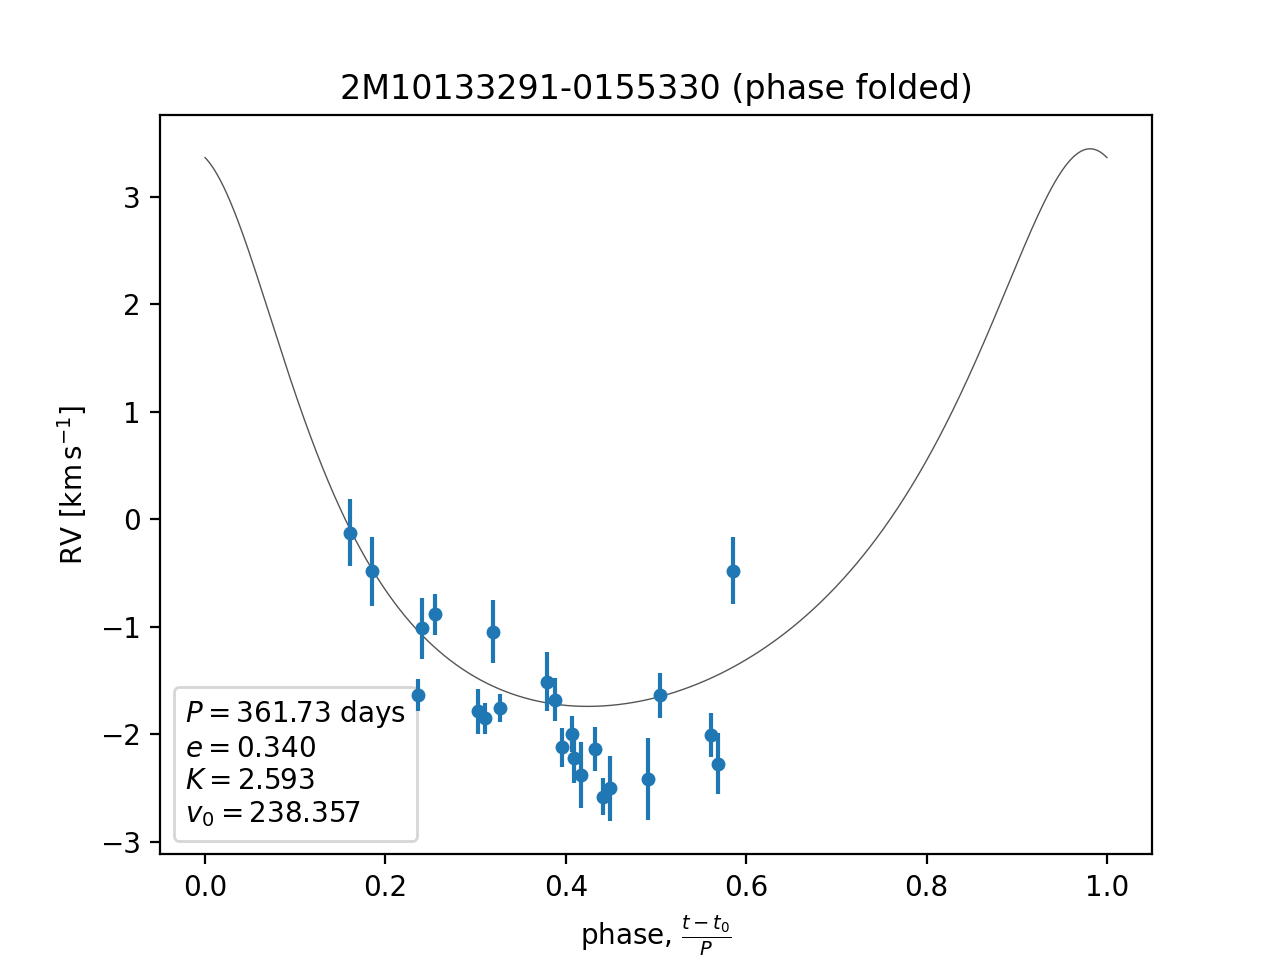 2M10133291-0155330 (phase folded)
3
2
1
0
−1
−2
−3
RV [km s⁻¹]
P = 361.73 days
e = 0.340
K = 2.593
v₀ = 238.357
0.0 0.2 0.4 0.6 0.8 1.0
phase, (t − t₀)/P